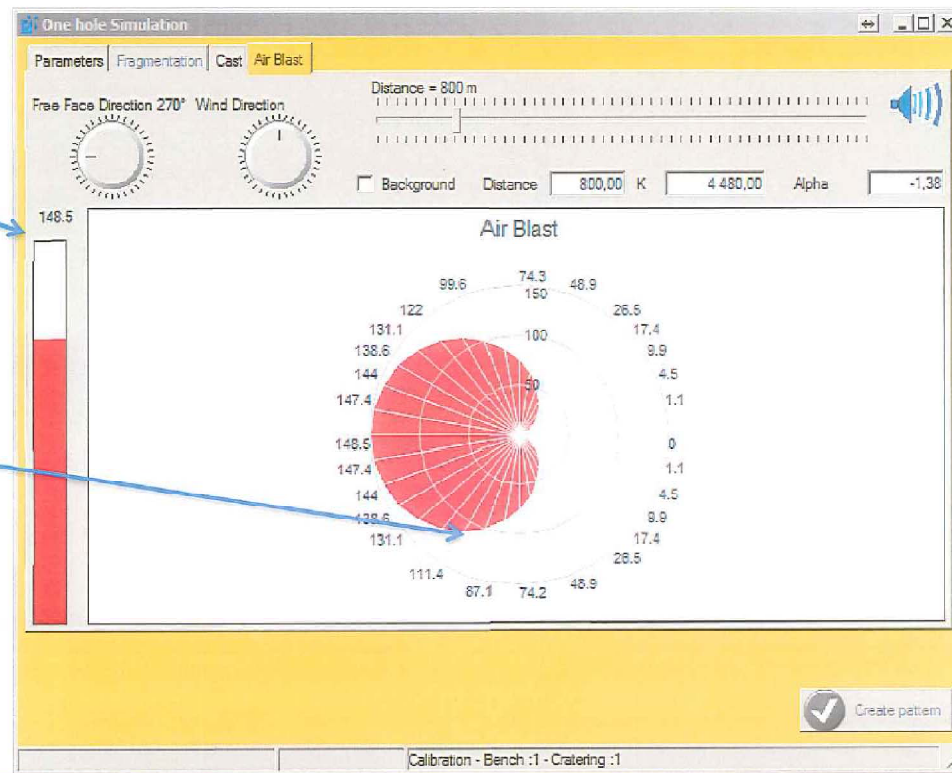 One hole Simulation
Parameters Fragmentation Cast Air Blast
Distance = 800 m
Free Face Direction 270° Wind Direction
Background Distance 800,00 K 4 480,00 Alpha -1,38
148.5
Air Blast
99.6 74.3 48.9
150
122 26.5
131.1 100 17.4
138.6 9.9
144 50 4.5
147.4 1.1
148.5 0
147.4 1.1
144 4.5
138.6 9.9
131.1 17.4
111.4 26.5
87.1 74.2 48.9
Create pattern
Calibration - Bench :1 - Cratering :1